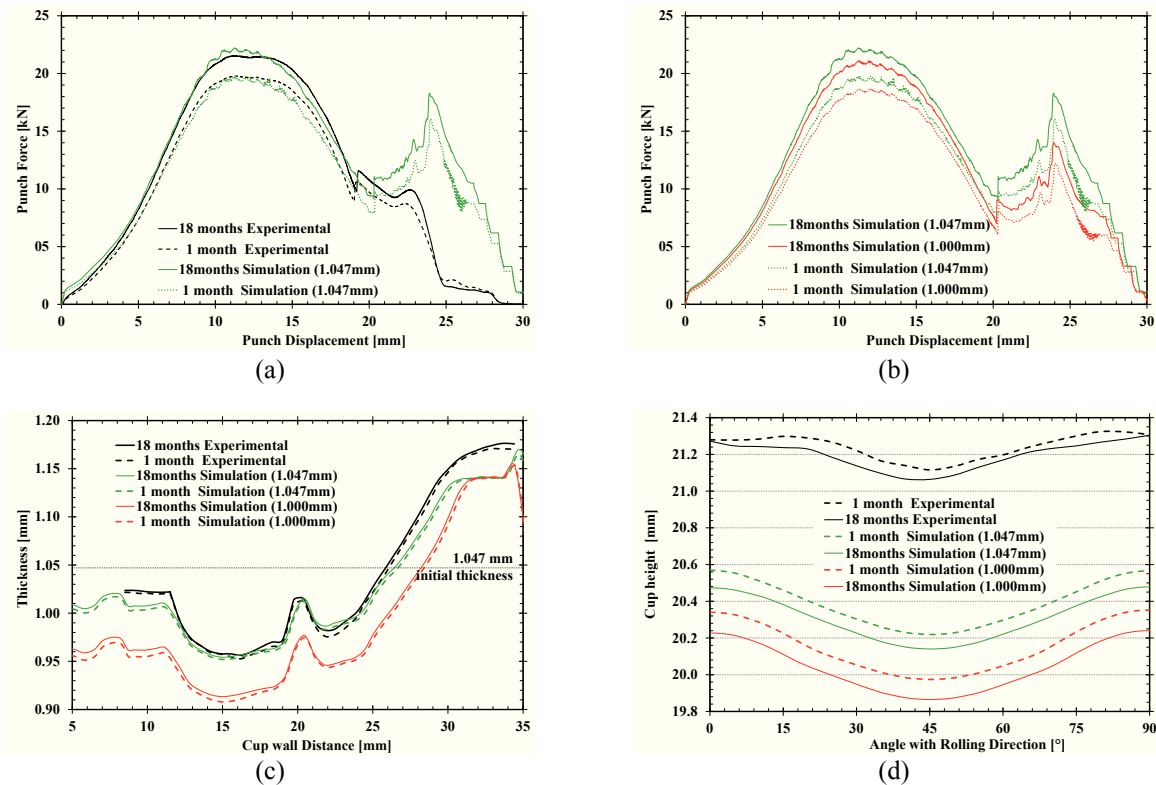 25
20
15
10
05
0
Punch Force [kN]
18 months Experimental
1 month Experimental
18months Simulation (1.047mm)
1 month Simulation (1.047mm)
0 5 10 15 20 25 30
Punch Displacement [mm]
(a)
25
20
15
10
05
0
Punch Force [kN]
18months Simulation (1.047mm)
18months Simulation (1.000mm)
1 month Simulation (1.047mm)
1 month Simulation (1.000mm)
0 5 10 15 20 25 30
Punch Displacement [mm]
(b)
1.20
1.15
1.10
1.05
1.00
0.95
0.90
Thickness [mm]
18 months Experimental
1 month Experimental
18months Simulation (1.047mm)
1 month Simulation (1.047mm)
18months Simulation (1.000mm)
1 month Simulation (1.000mm)
1.047 mm
initial thickness
5 10 15 20 25 30 35
Cup wall Distance [mm]
(c)
21.4
21.2
21.0
20.8
20.6
20.4
20.2
20.0
19.8
Cup height [mm]
1 month Experimental
18 months Experimental
1 month Simulation (1.047mm)
18months Simulation (1.047mm)
1 month Simulation (1.000mm)
18months Simulation (1.000mm)
0 15 30 45 60 75 90
Angle with Rolling Direction [°]
(d)